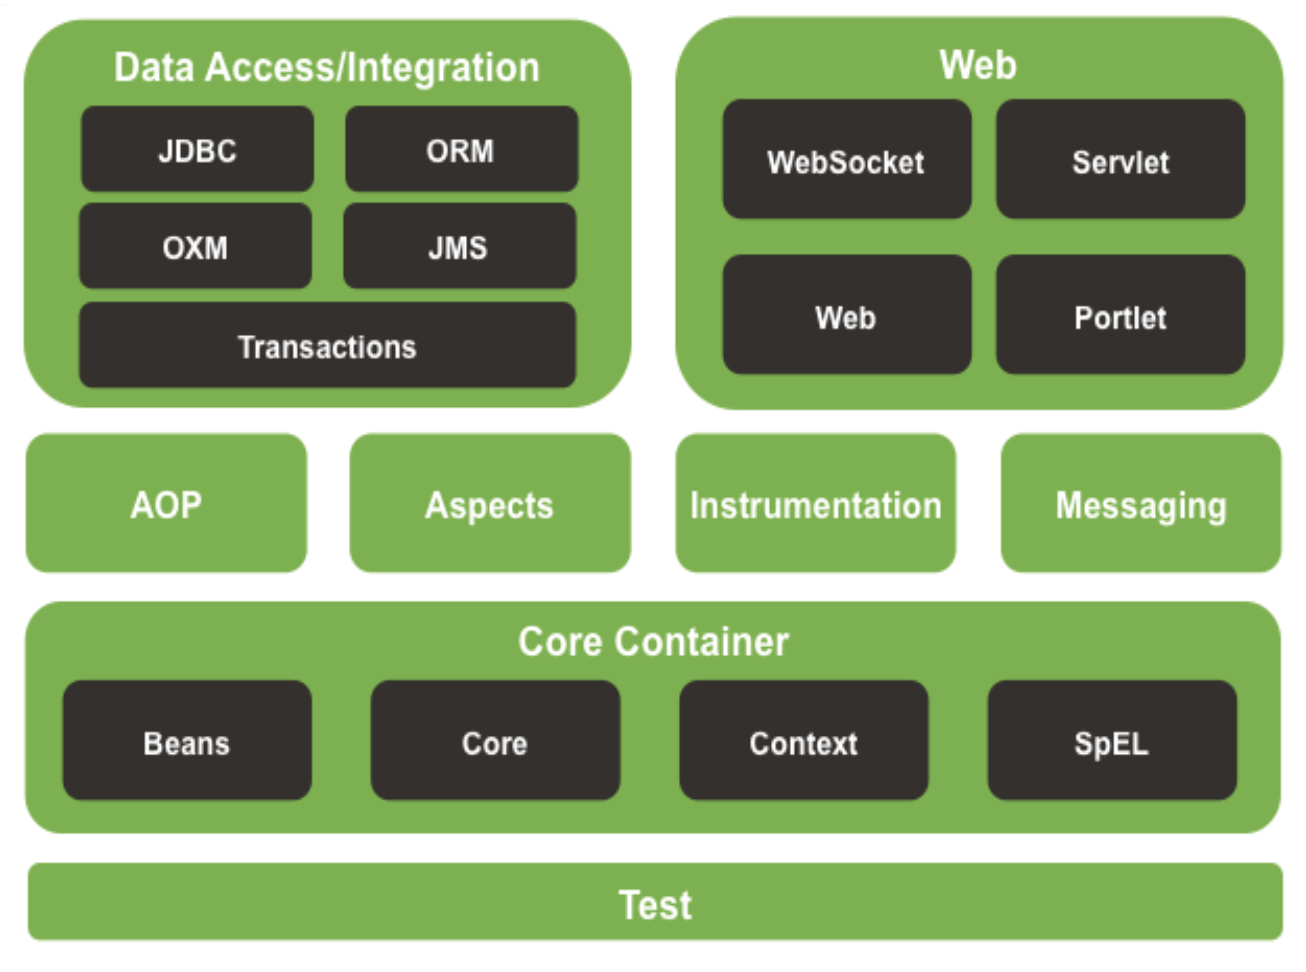 Data Access/Integration
JDBC
ORM
OXM
JMS
Transactions
Web
WebSocket
Servlet
Web
Portlet
AOP
Aspects
Instrumentation
Messaging
Core Container
Beans
Core
Context
SpEL
Test